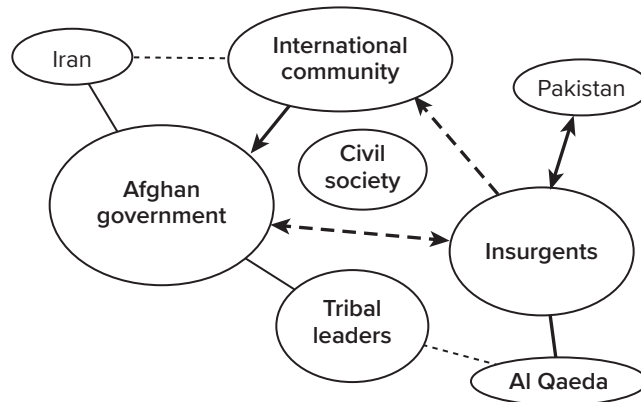 Iran
International
community
Pakistan
Civil
society
Afghan
government
Insurgents
Tribal
leaders
Al Qaeda